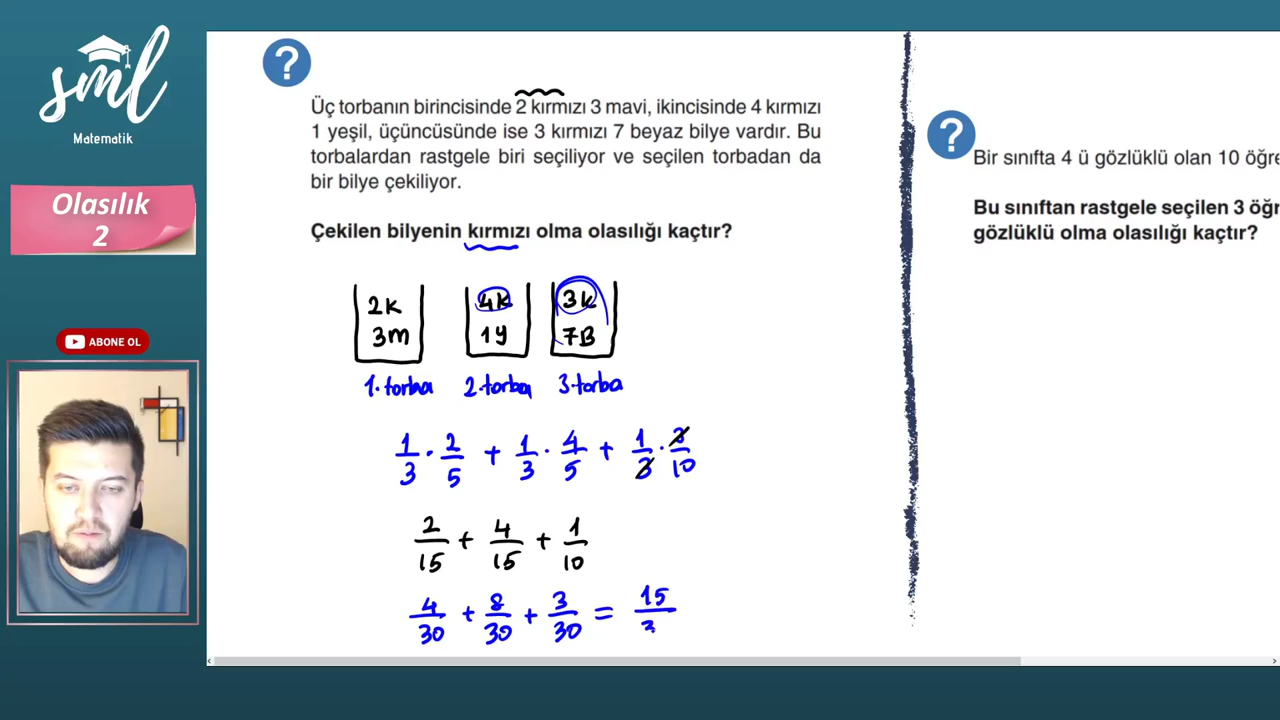 sml
Matematik
Olasılık
2
ABONE OL
?
Üç torbanın birincisinde 2 kırmızı 3 mavi, ikincisinde 4 kırmızı
1 yeşil, üçüncüsünde ise 3 kırmızı 7 beyaz bilye vardır. Bu
torbalardan rastgele biri seçiliyor ve seçilen torbadan da
bir bilye çekiliyor.
Çekilen bilyenin kırmızı olma olasılığı kaçtır?
2K 4K 3K
3M 1Y 7B
1.torba 2.torba 3.torba
1/3 · 2/5 + 1/3 · 4/5 + 1/3 · 3/10
2/15 + 4/15 + 1/10
4/30 + 8/30 + 3/30 = 15/3
?
Bir sınıfta 4 ü gözlüklü olan 10 öğre
Bu sınıftan rastgele seçilen 3 öğr
gözlüklü olma olasılığı kaçtır?